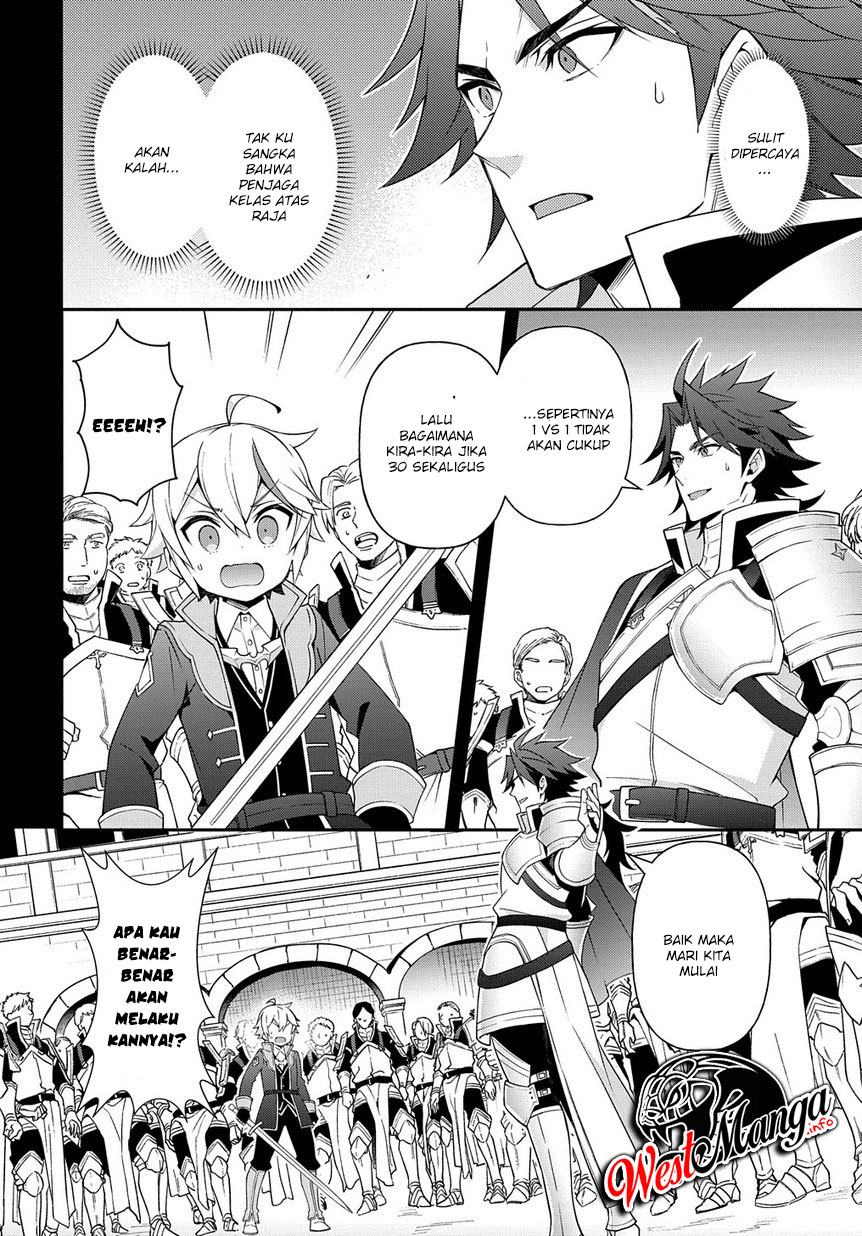 SULIT
DIPERCAYA
...
TAK KU
SANGKA
BAHWA
PENJAGA
KELAS ATAS
RAJA
AKAN
KALAH...
...SEPERTINYA
1 VS 1 TIDAK
AKAN CUKUP
LALU
BAGAIMANA
KIRA-KIRA JIKA
30 SEKALIGUS
EEEEH!?
BAIK MAKA
MARI KITA
MULAI
APA KAU
BENAR-
BENAR
AKAN
MELAKU
KANNYA!?
WestManga
.info